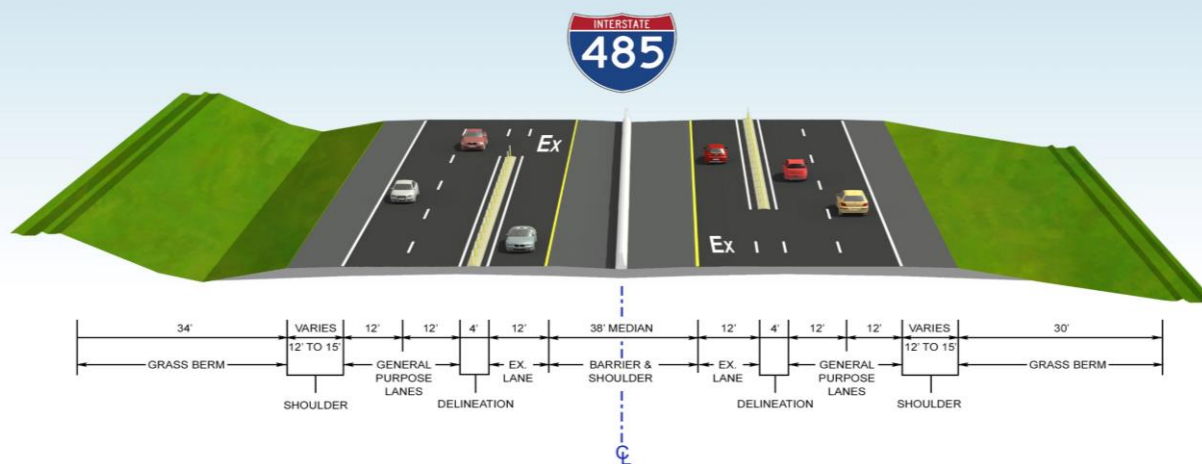 INTERSTATE
485
Ex
Ex
34' VARIES 12' 12' 4' 12' 38' MEDIAN 12' 4' 12' 12' VARIES 30'
12' TO 15' 12' TO 15'
GRASS BERM GENERAL PURPOSE LANES EX. LANE BARRIER & SHOULDER EX. LANE GENERAL PURPOSE LANES GRASS BERM
SHOULDER DELINEATION DELINEATION SHOULDER
℄